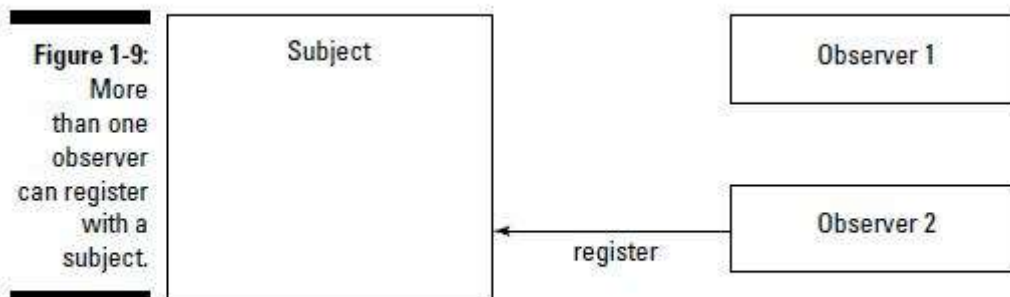 Figure 1-9:
More
than one
observer
can register
with a
subject.
Subject
Observer 1
Observer 2
register